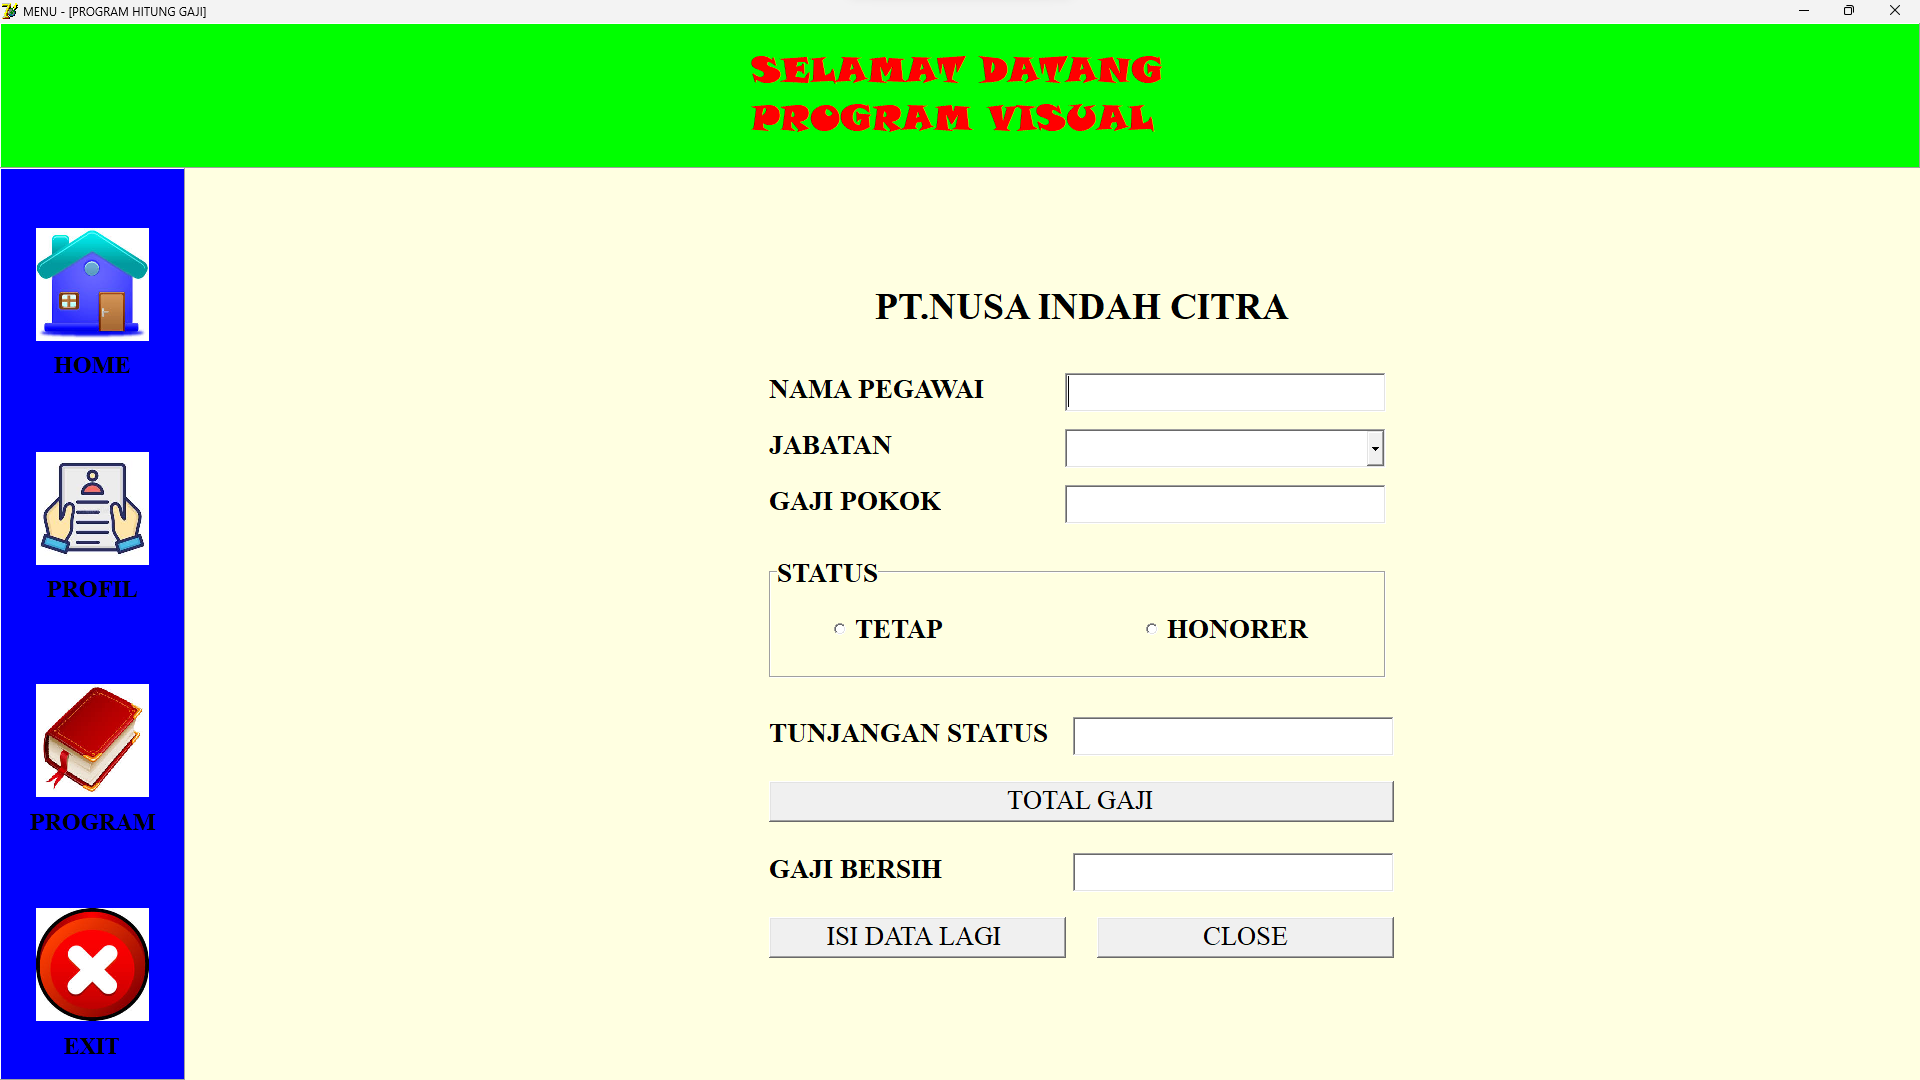 MENU - [PROGRAM HITUNG GAJI]
SELAMAT DATANG
PROGRAM VISUAL
HOME
PROFIL
PROGRAM
EXIT
PT.NUSA INDAH CITRA
NAMA PEGAWAI
JABATAN
GAJI POKOK
STATUS
TETAP HONORER
TUNJANGAN STATUS
TOTAL GAJI
GAJI BERSIH
ISI DATA LAGI CLOSE